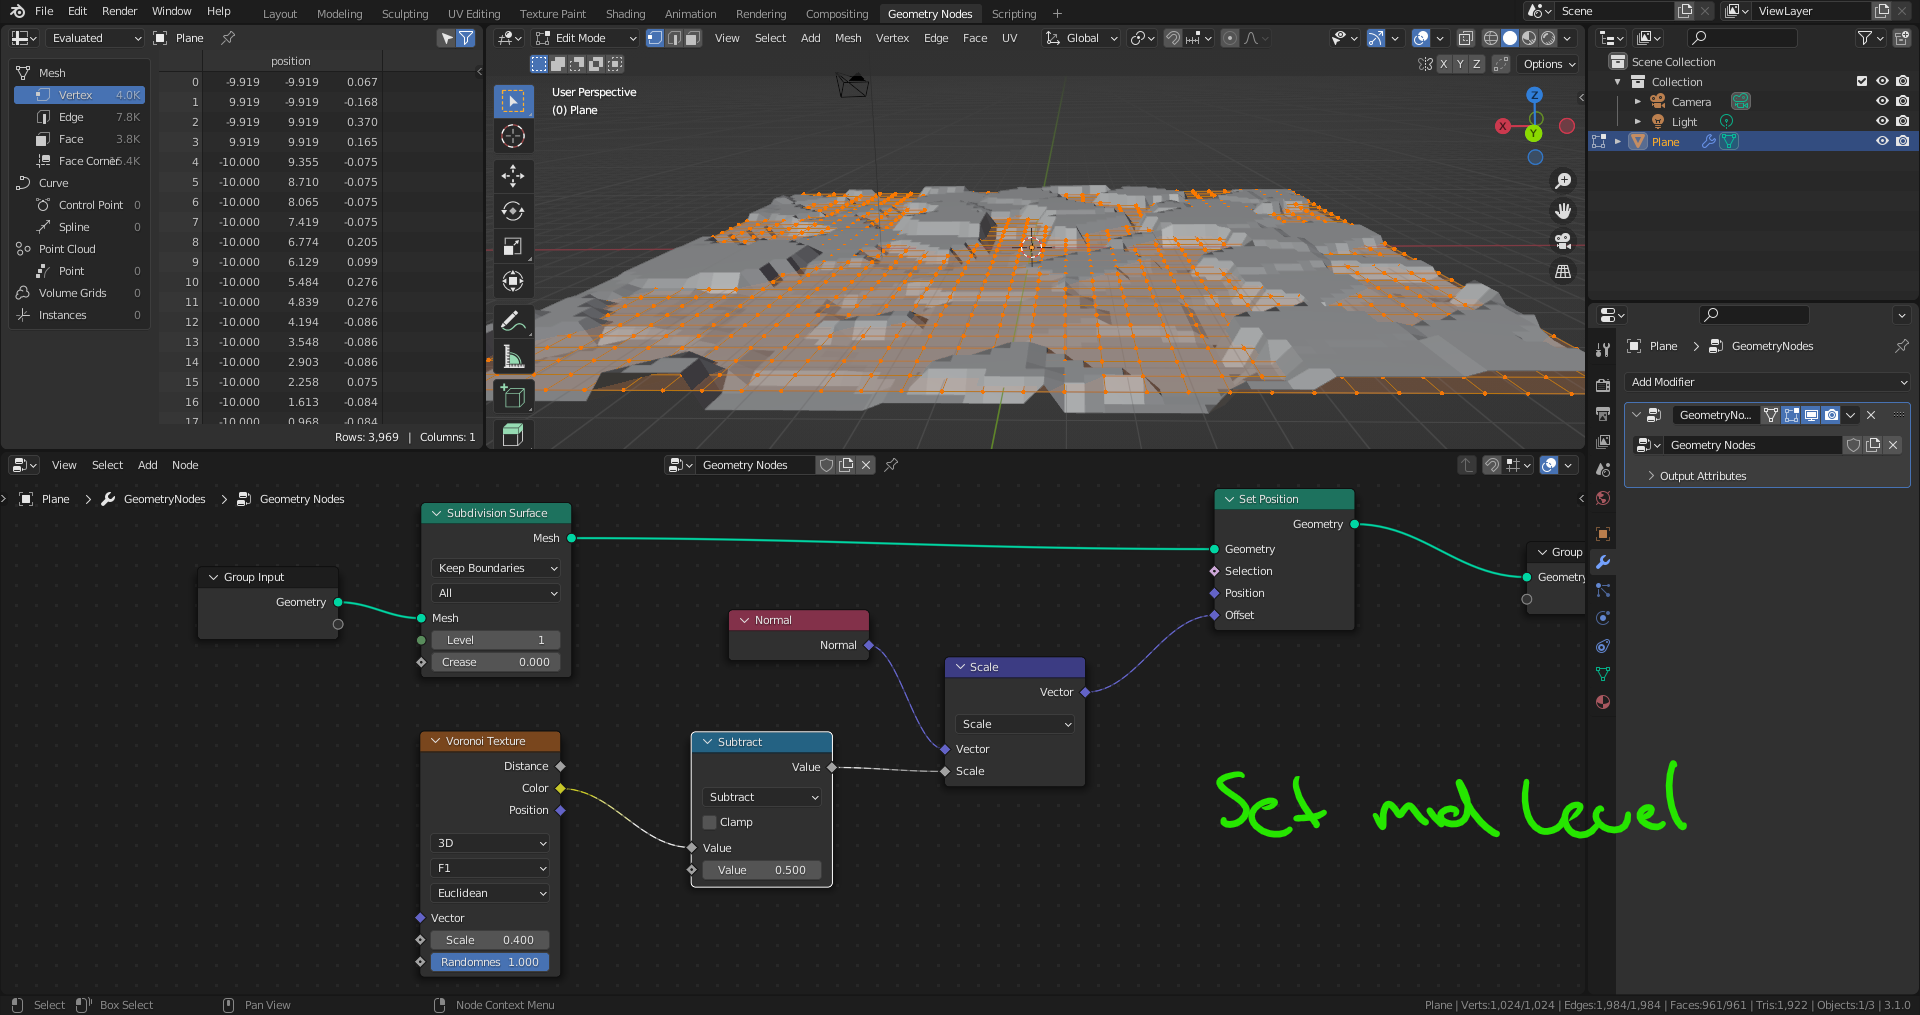 File Edit Render Window Help Layout Modeling Sculpting UV Editing Texture Paint Shading Animation Rendering Compositing Geometry Nodes Scripting + Scene ViewLayer
Evaluated Plane
Edit Mode View Select Add Mesh Vertex Edge Face UV Global
X Y Z Options
position
Mesh
Vertex 4.0K
Edge 7.8K
Face 3.8K
Face Corner 15.4K
Curve
Control Point 0
Spline 0
Point Cloud
Point 0
Volume Grids 0
Instances 0
0 -9.919 -9.919 0.067
1 9.919 -9.919 -0.168
2 -9.919 9.919 0.370
3 9.919 9.919 0.165
4 -10.000 9.355 -0.075
5 -10.000 8.710 -0.075
6 -10.000 8.065 -0.075
7 -10.000 7.419 -0.075
8 -10.000 6.774 0.205
9 -10.000 6.129 0.099
10 -10.000 5.484 0.276
11 -10.000 4.839 0.276
12 -10.000 4.194 -0.086
13 -10.000 3.548 -0.086
14 -10.000 2.903 -0.086
15 -10.000 2.258 0.075
16 -10.000 1.613 -0.084
17 -10.000 0.968 -0.084
Rows: 3,969 | Columns: 1
User Perspective
(0) Plane
Z
X
Y
Scene Collection
Collection
Camera
Light
Plane
Plane > GeometryNodes
Add Modifier
GeometryNo...
Geometry Nodes
Output Attributes
View Select Add Node Geometry Nodes
Plane > GeometryNodes > Geometry Nodes
Group Input
Geometry
Subdivision Surface
Mesh
Keep Boundaries
All
Mesh
Level 1
Crease 0.000
Voronoi Texture
Distance
Color
Position
3D
F1
Euclidean
Vector
Scale 0.400
Randomnes 1.000
Normal
Normal
Subtract
Value
Subtract
Clamp
Value
Value 0.500
Scale
Vector
Scale
Vector
Scale
Set Position
Geometry
Geometry
Selection
Position
Offset
Group
Geometry
Set mid level
Select Box Select Pan View Node Context Menu
Plane | Verts:1,024/1,024 | Edges:1,984/1,984 | Faces:961/961 | Tris:1,922 | Objects:1/3 | 3.1.0